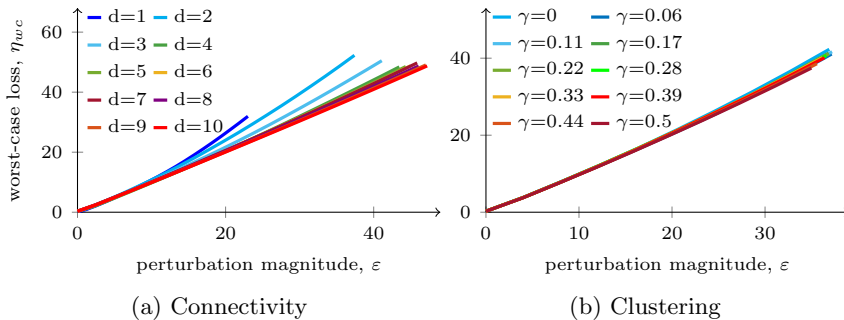 worst-case loss, η_wc
60
40
20
0
d=1 d=2
d=3 d=4
d=5 d=6
d=7 d=8
d=9 d=10
0 20 40
perturbation magnitude, ε
(a) Connectivity
40
20
0
γ=0 γ=0.06
γ=0.11 γ=0.17
γ=0.22 γ=0.28
γ=0.33 γ=0.39
γ=0.44 γ=0.5
0 10 20 30
perturbation magnitude, ε
(b) Clustering